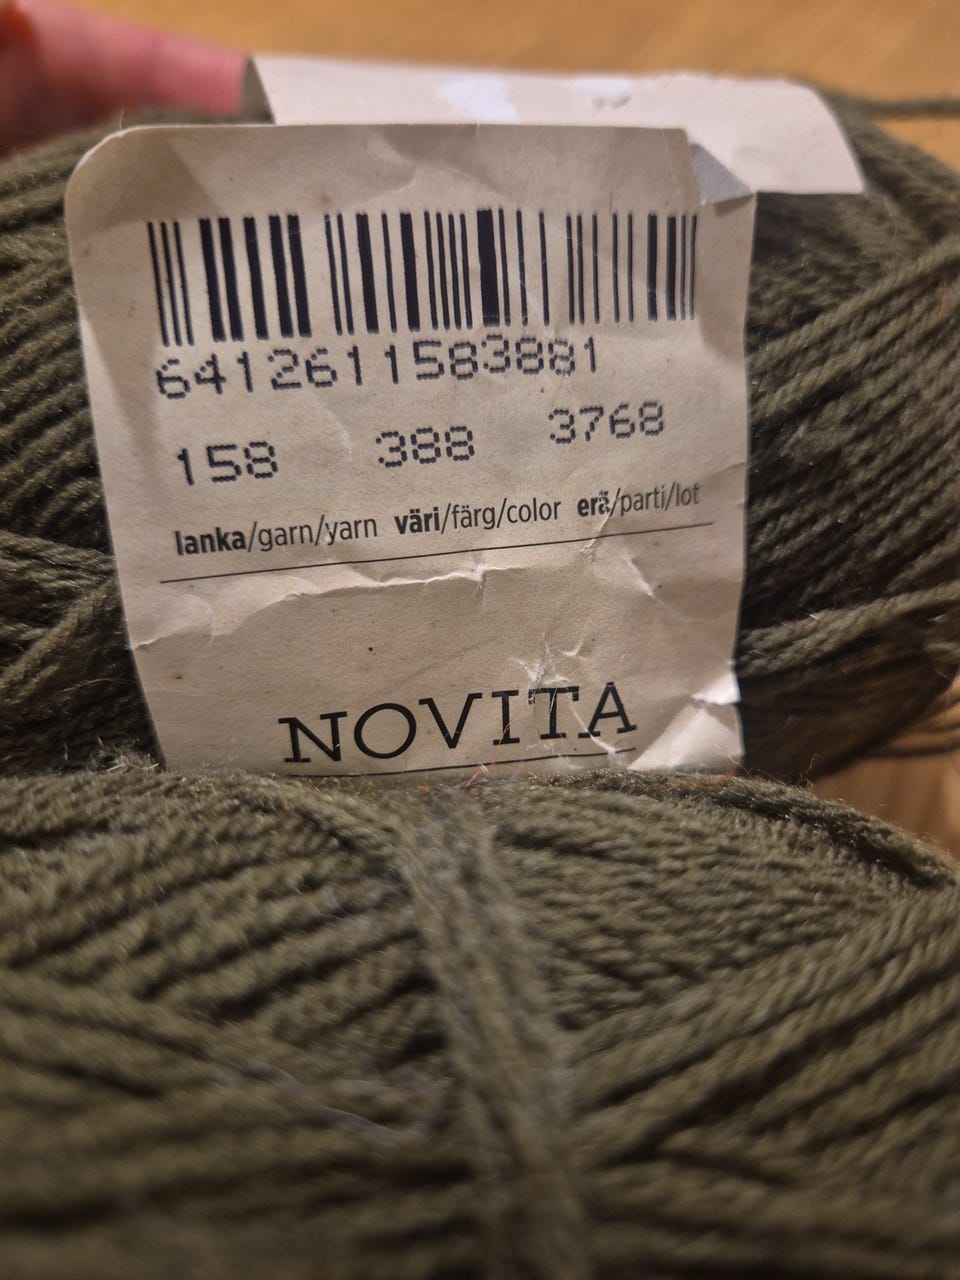 6412611583881
158 388 3768
lanka/garn/yarn väri/färg/color erä/parti/lot
NOVITA